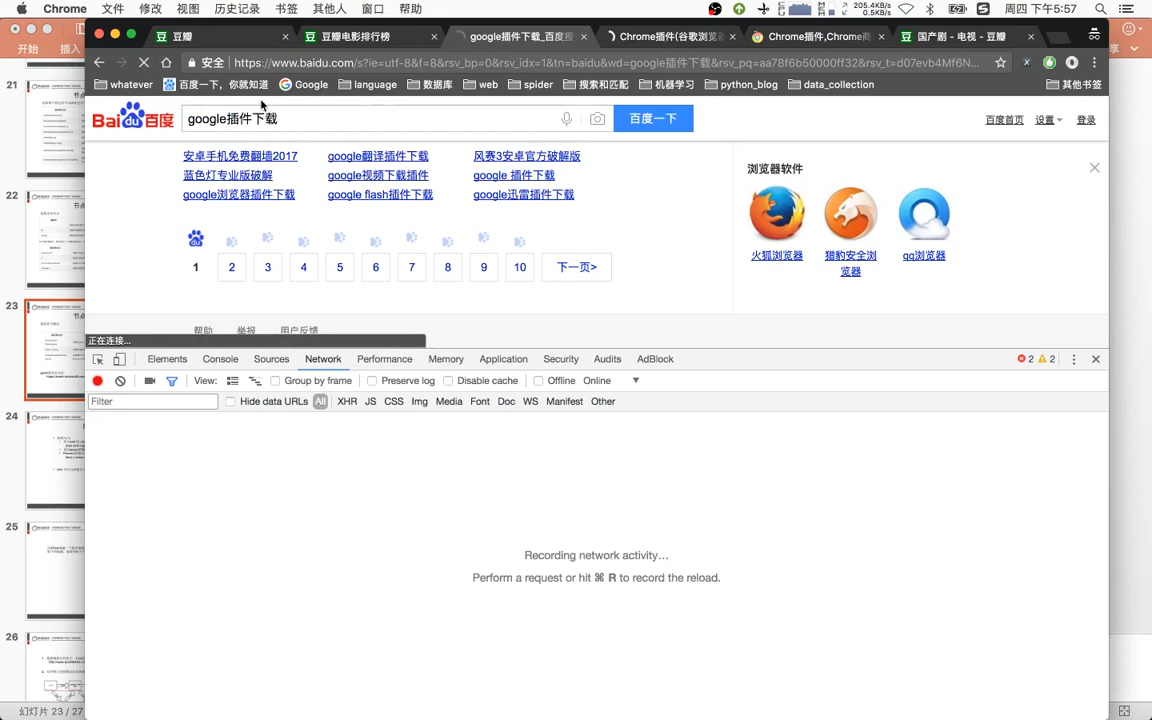 Chrome 文件 修改 视图 历史记录 书签 其他人 窗口 帮助 205.4KB/s 0.5KB/s 周四 下午5:57
豆瓣 豆瓣电影排行榜 google插件下载_百度搜 Chrome插件(谷歌浏览器 Chrome插件,Chrome商 国产剧 - 电视 - 豆瓣
开始 插入
安全 https://www.baidu.com/s?ie=utf-8&f=8&rsv_bp=0&rsv_idx=1&tn=baidu&wd=google插件下载&rsv_pq=aa78f6b50000ff32&rsv_t=d07evb4Mf6N...
whatever 百度一下，你就知道 Google language 数据库 web spider 搜索和匹配 机器学习 python_blog data_collection 其他书签
Bai du 百度 google插件下载 百度一下 百度首页 设置 登录
安卓手机免费翻墙2017 google翻译插件下载 风赛3安卓官方破解版
蓝色灯专业版破解 google视频下载插件 google 插件下载
google浏览器插件下载 google flash插件下载 google迅雷插件下载
浏览器软件
火狐浏览器 猎豹安全浏览器 qq浏览器
1 2 3 4 5 6 7 8 9 10 下一页>
帮助 举报 用户反馈
正在连接...
Elements Console Sources Network Performance Memory Application Security Audits AdBlock 2 2
View: Group by frame Preserve log Disable cache Offline Online
Filter Hide data URLs All XHR JS CSS Img Media Font Doc WS Manifest Other
Recording network activity…
Perform a request or hit ⌘ R to record the reload.
21
22
23
24
25
26
幻灯片 23 / 27